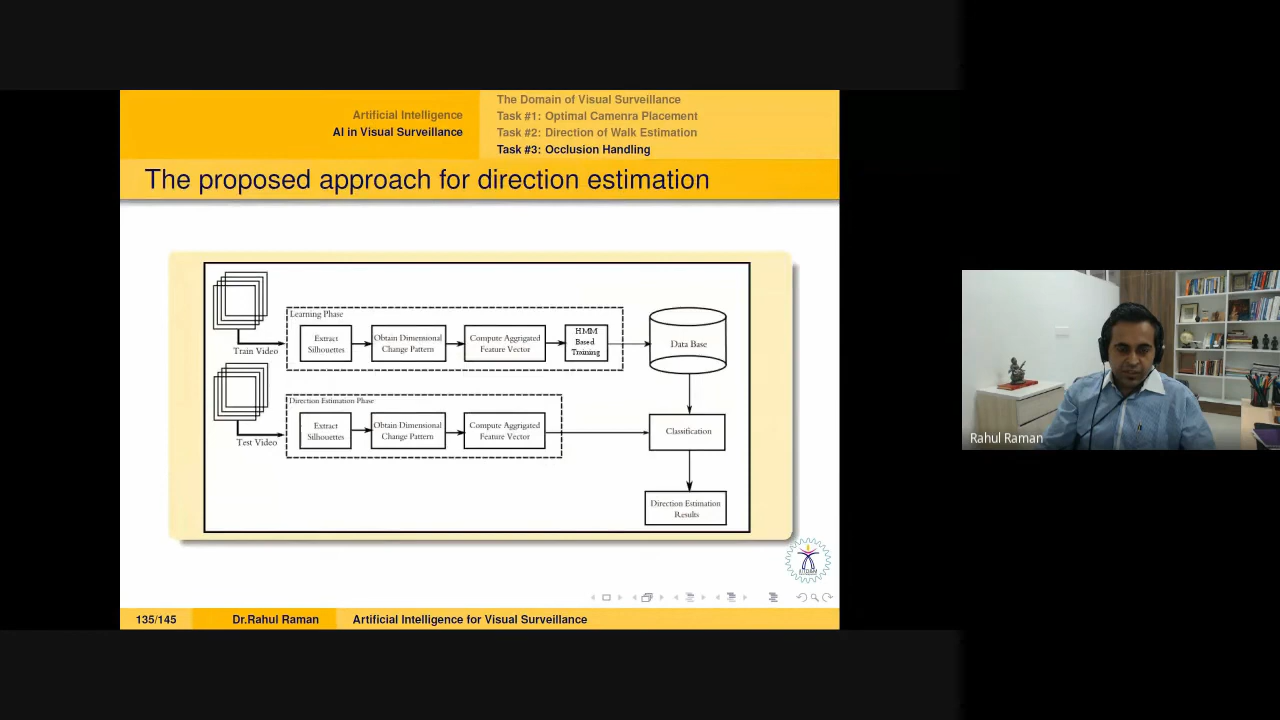 Artificial Intelligence
AI in Visual Surveillance
The Domain of Visual Surveillance
Task #1: Optimal Camenra Placement
Task #2: Direction of Walk Estimation
Task #3: Occlusion Handling
The proposed approach for direction estimation
Train Video
Learning Phase
Extract
Silhouettes
Obtain Dimensional
Change Pattern
Compute Aggrigated
Feature Vector
HMM
Based
Training
Data Base
Test Video
Direction Estimation Phase
Extract
Silhouettes
Obtain Dimensional
Change Pattern
Compute Aggrigated
Feature Vector
Classification
Direction Estimation
Results
135/145
Dr.Rahul Raman
Artificial Intelligence for Visual Surveillance
Rahul Raman